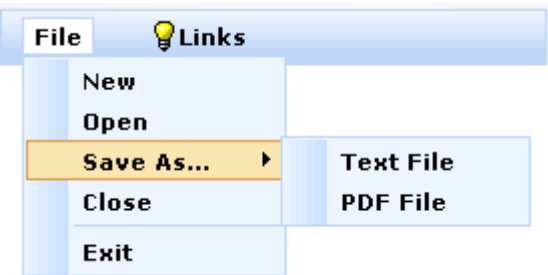 File Links
New
Open
Save As... Text File
Close PDF File
Exit